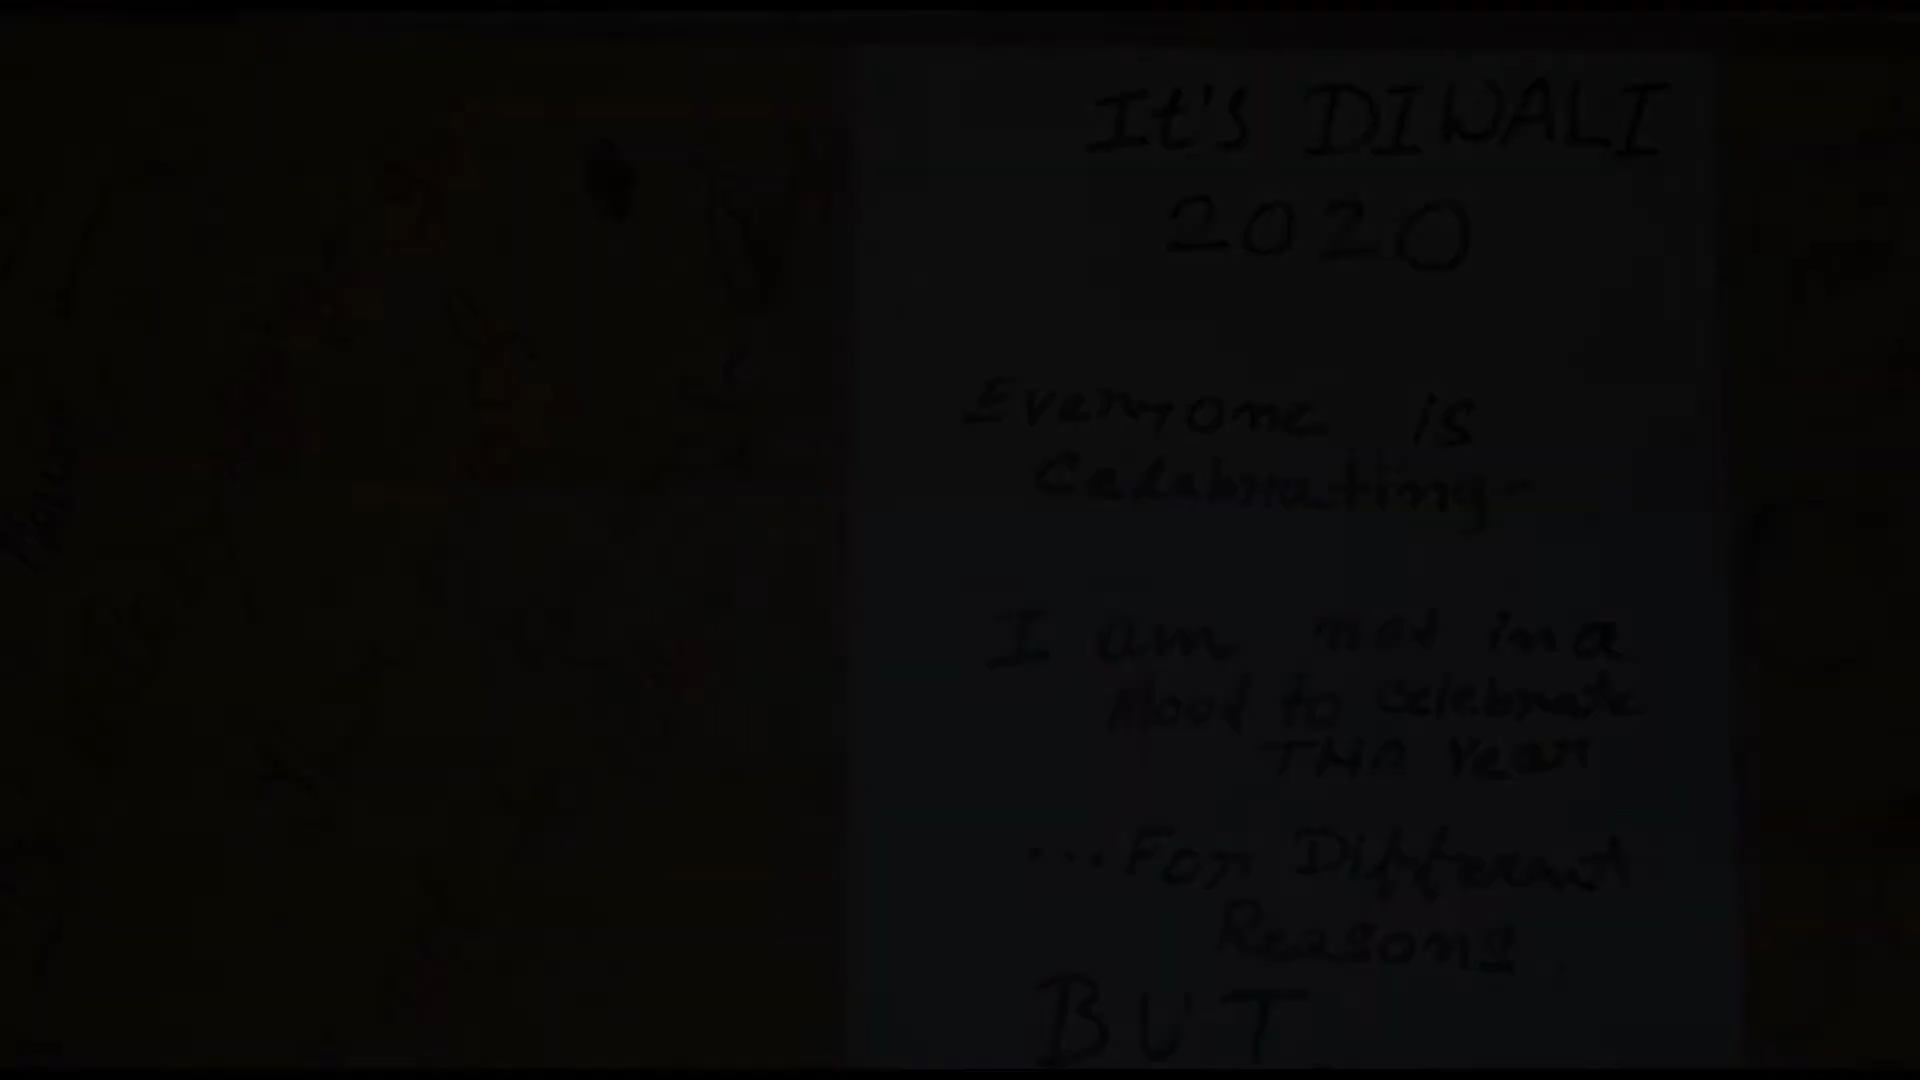 It's DIWALI
2020
Everyone is
Celebrating
I am not in a
Mood to celebrate
This Year
...For Different
Reasons
BUT